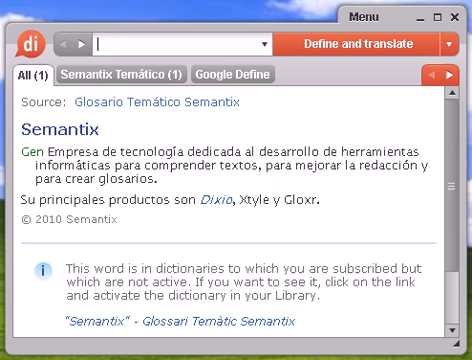 Menu
di
Define and translate
All (1) Semantix Temático (1) Google Define
Source: Glosario Temático Semantix
Semantix
Gen Empresa de tecnología dedicada al desarrollo de herramientas
informáticas para comprender textos, para mejorar la redacción y
para crear glosarios.
Su principales productos son Dixio, Xtyle y Gloxr.
© 2010 Semantix
This word is in dictionaries to which you are subscribed but
which are not active. If you want to see it, click on the link
and activate the dictionary in your Library.
"Semantix" - Glossari Temàtic Semantix